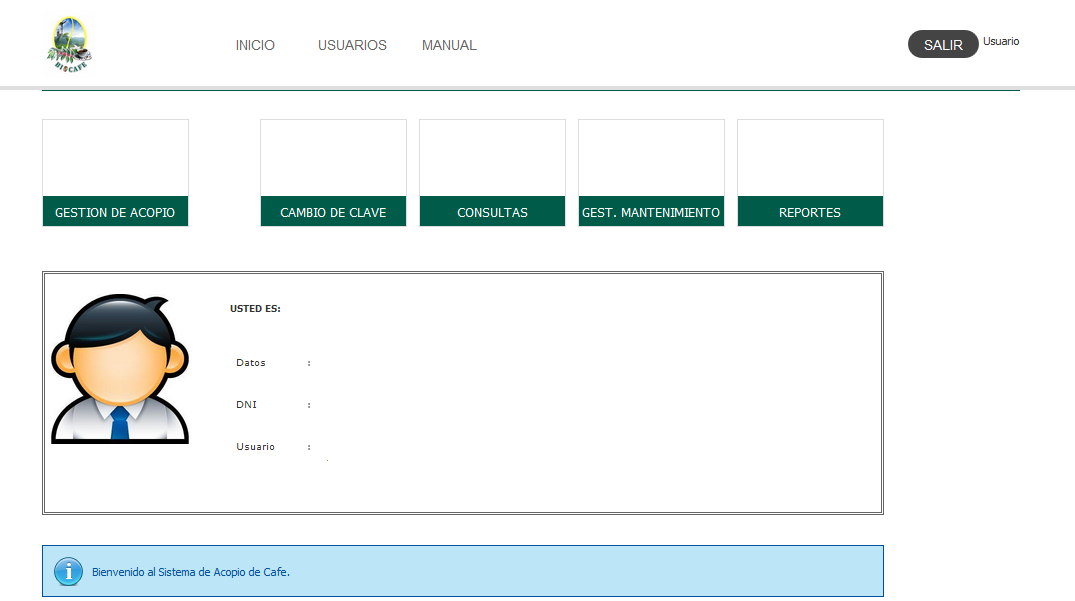 BIOCAFE
INICIO USUARIOS MANUAL SALIR Usuario
GESTION DE ACOPIO CAMBIO DE CLAVE CONSULTAS GEST. MANTENIMIENTO REPORTES
USTED ES:
Datos :
DNI :
Usuario :
Bienvenido al Sistema de Acopio de Cafe.